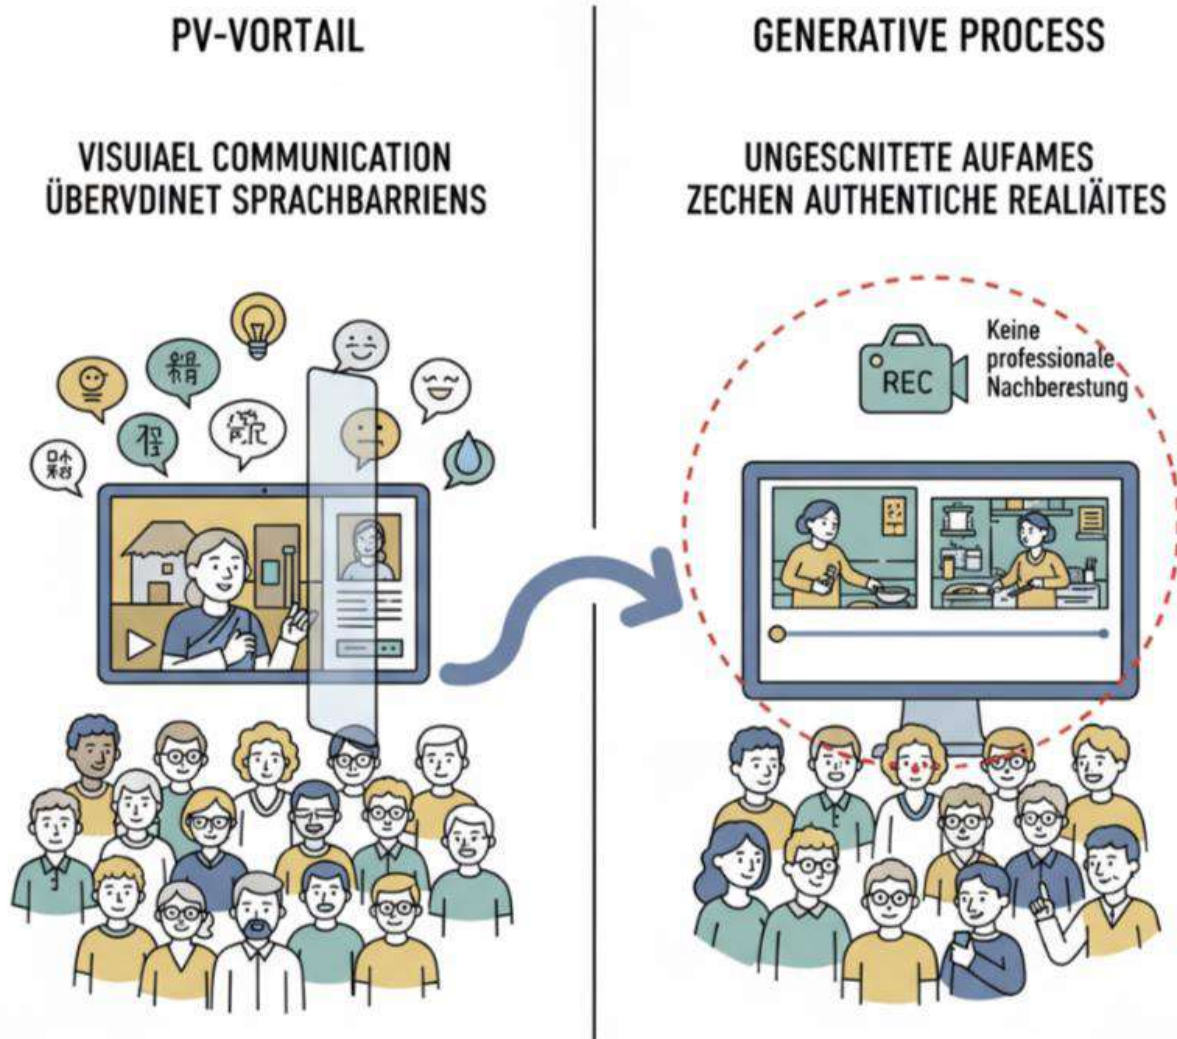 PV-VORTAIL
VISUIAEL COMMUNICATION
ÜBERVDINET SPRACHBARRIENS
GENERATIVE PROCESS
UNGESCNITETE AUFAMES
ZECHEN AUTHENTICHE REALIÄITES
REC
Keine
professionale
Nachberestung